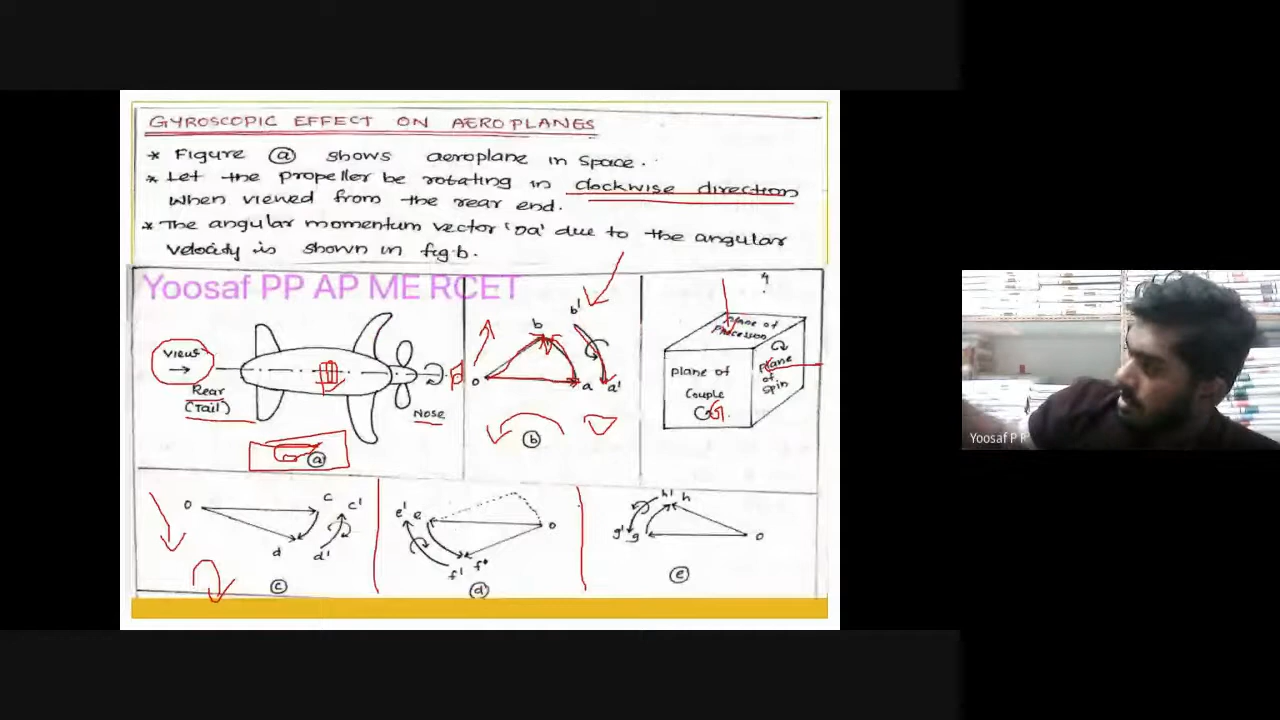 GYROSCOPIC EFFECT ON AEROPLANES
* Figure (a) shows aeroplane in space.
* Let the propeller be rotating in clockwise direction
when viewed from the rear end.
* The angular momentum vector 'oa' due to the angular
velocity is shown in fig.b.
Yoosaf PP AP ME RCET
View
Rear
(Tail)
Nose
a
o
b
b'
a
a'
b
Plane of
Precession
plane of
Couple
Plane
of
Spin
o
c
c'
d
d'
c
e'
e
o
f'
f
d
h'
h
g'
g
o
e
Yoosaf P P